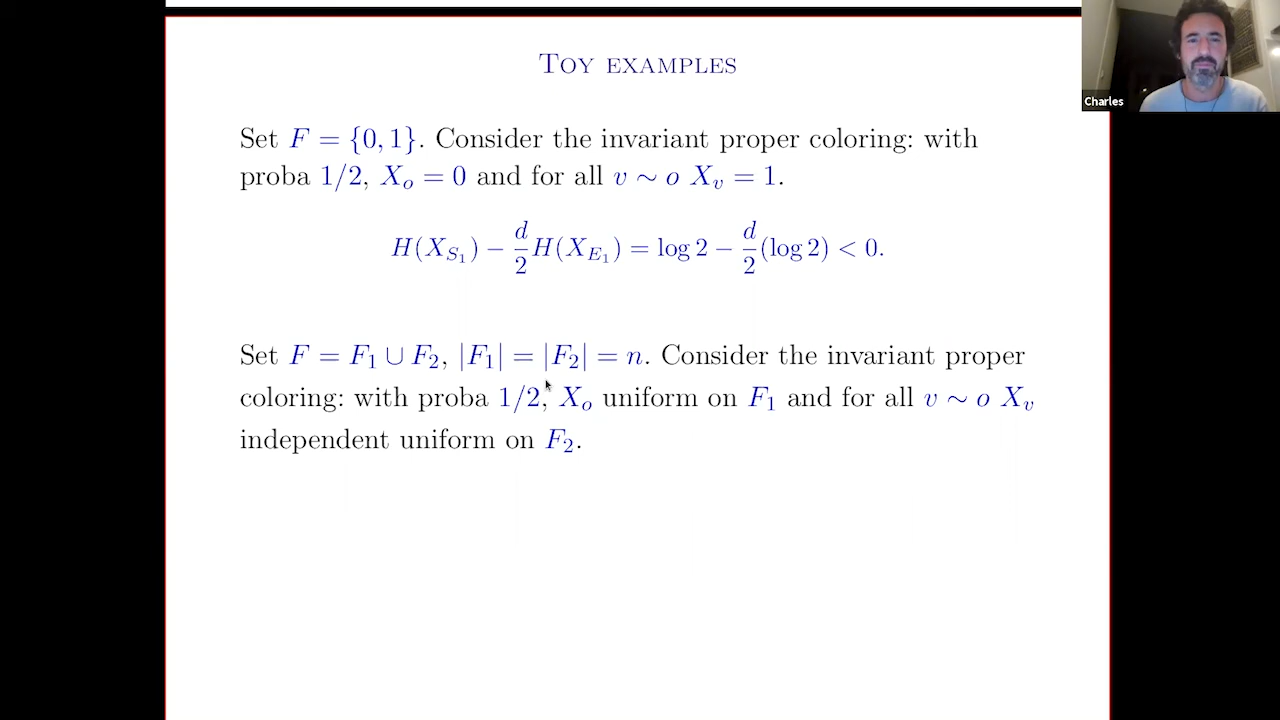 TOY EXAMPLES
Set F = {0, 1}. Consider the invariant proper coloring: with
proba 1/2, X_o = 0 and for all v ∼ o X_v = 1.
H(X_{S_1}) − \frac{d}{2} H(X_{E_1}) = log 2 − \frac{d}{2}(log 2) < 0.
Set F = F_1 ∪ F_2, |F_1| = |F_2| = n. Consider the invariant proper
coloring: with proba 1/2, X_o uniform on F_1 and for all v ∼ o X_v
independent uniform on F_2.
Charles